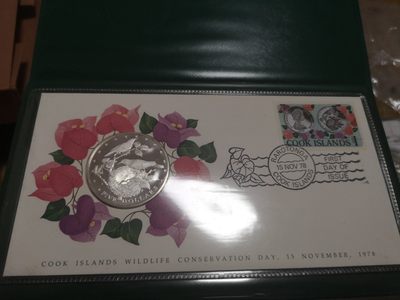 COOK ISLANDS
RAROTONGA
15 NOV 78
COOK ISLANDS
FIRST
DAY OF
ISSUE
COOK ISLANDS WILDLIFE CONSERVATION DAY, 15 NOVEMBER, 1978